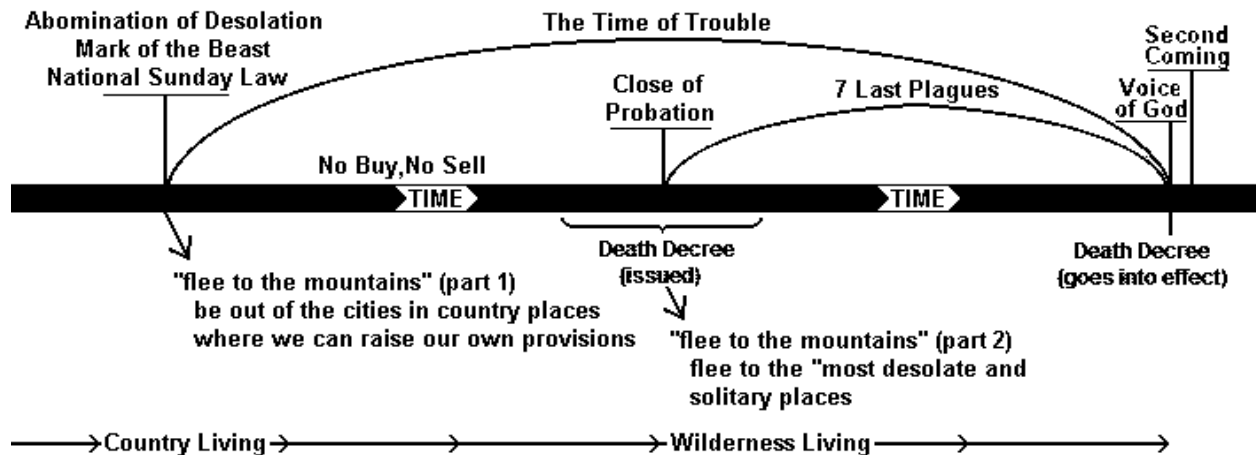 Abomination of Desolation
Mark of the Beast
National Sunday Law
The Time of Trouble
Close of
Probation
7 Last Plagues
Second
Coming
Voice
of God
No Buy,No Sell
TIME
TIME
Death Decree
(issued)
Death Decree
(goes into effect)
"flee to the mountains" (part 1)
be out of the cities in country places
where we can raise our own provisions
"flee to the mountains" (part 2)
flee to the "most desolate and
solitary places
Country Living
Wilderness Living